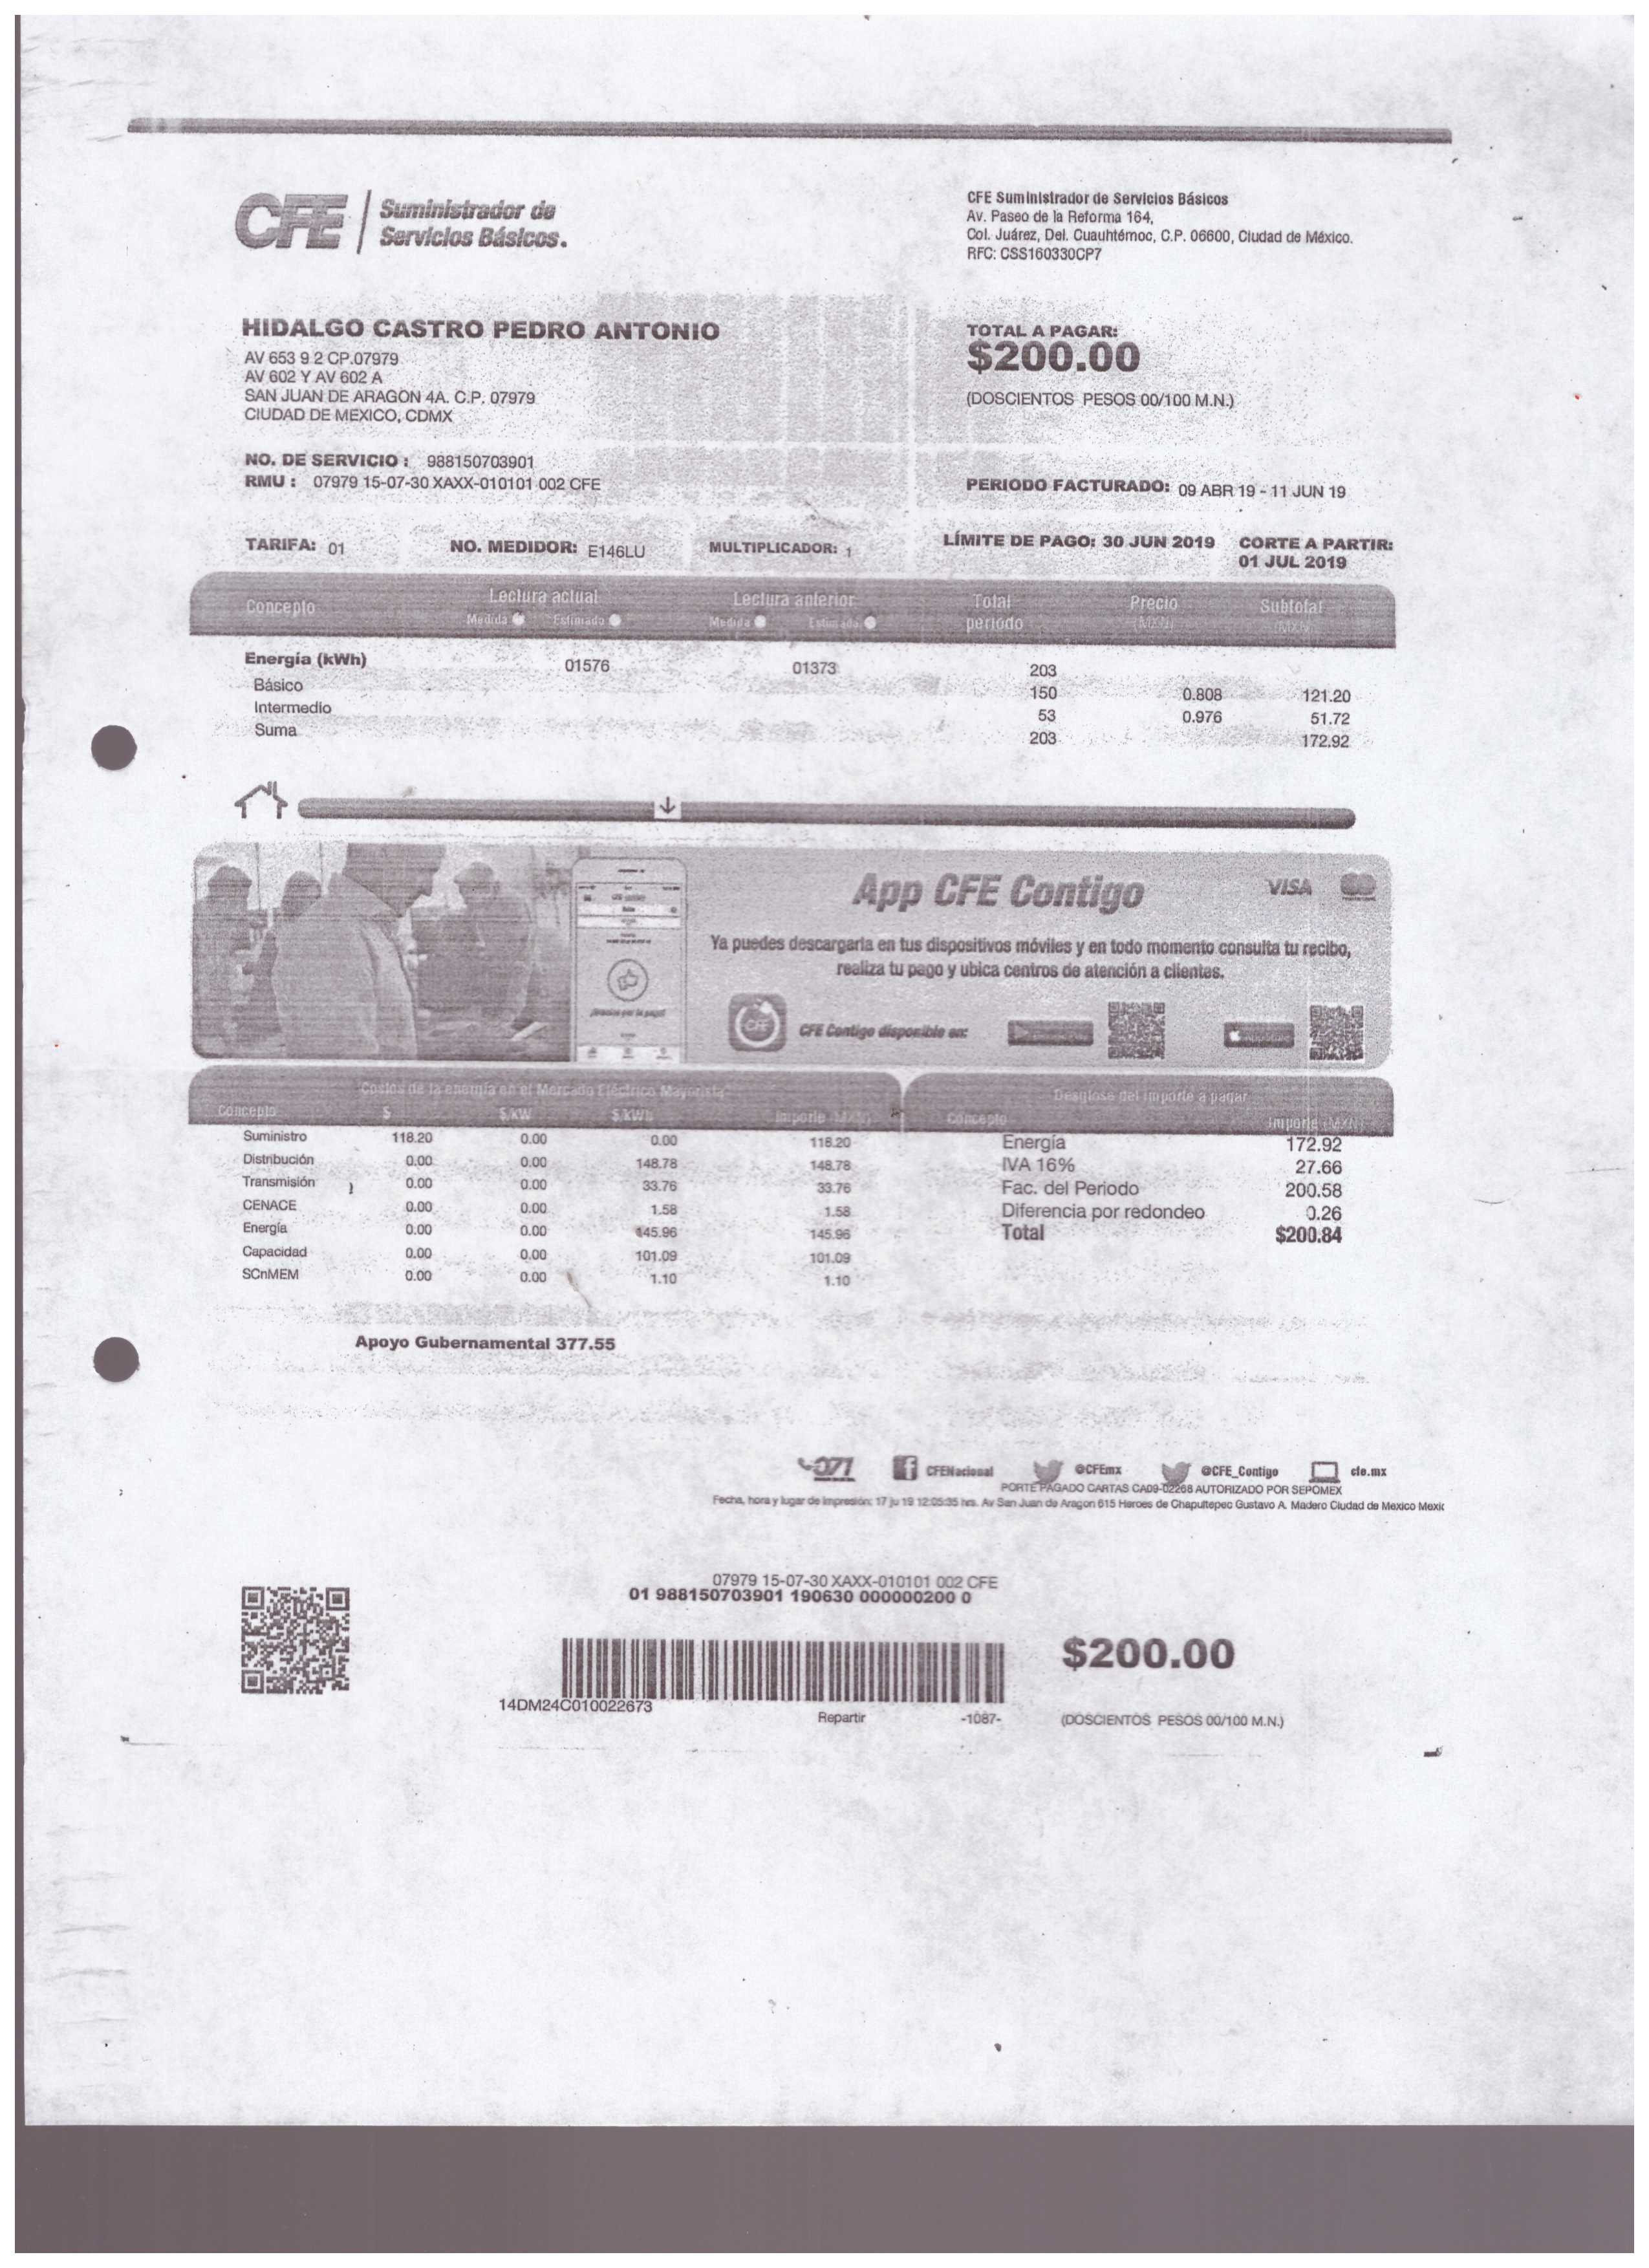 CFE Suministrador de Servicios Básicos.
CFE Suministrador de Servicios Básicos
Av. Paseo de la Reforma 164,
Col. Juárez, Del. Cuauhtémoc, C.P. 06600, Ciudad de México.
RFC: CSS160330CP7
HIDALGO CASTRO PEDRO ANTONIO
AV 653 9 2 CP.07979
AV 602 Y AV 602 A
SAN JUAN DE ARAGON 4A. C.P. 07979
CIUDAD DE MEXICO, CDMX
TOTAL A PAGAR:
$200.00
(DOSCIENTOS PESOS 00/100 M.N.)
NO. DE SERVICIO : 988150703901
RMU : 07979 15-07-30 XAXX-010101 002 CFE
PERIODO FACTURADO: 09 ABR 19 - 11 JUN 19
TARIFA: 01 NO. MEDIDOR: E146LU MULTIPLICADOR: 1 LÍMITE DE PAGO: 30 JUN 2019 CORTE A PARTIR:
01 JUL 2019
Concepto Lectura actual Lectura anterior Total Precio Subtotal
Medida Estimado Medida Estimada periodo (MXN) (MXN)
Energía (kWh) 01576 01373 203
Básico 150 0.808 121.20
Intermedio 53 0.976 51.72
Suma 203 172.92
App CFE Contigo VISA
Ya puedes descargarla en tus dispositivos móviles y en todo momento consulta tu recibo,
realiza tu pago y ubica centros de atención a clientes.
CFE CFE Contigo disponible en:
Costos de la energía en el Mercado Eléctrico Mayorista
Concepto $ $/kW $/kWh Importe (MXN)
Suministro 118.20 0.00 0.00 118.20
Distribución 0.00 0.00 148.78 148.78
Transmisión 0.00 0.00 33.76 33.76
CENACE 0.00 0.00 1.58 1.58
Energía 0.00 0.00 145.96 145.96
Capacidad 0.00 0.00 101.09 101.09
SCnMEM 0.00 0.00 1.10 1.10
Desglose del importe a pagar
Concepto Importe (MXN)
Energía 172.92
IVA 16% 27.66
Fac. del Periodo 200.58
Diferencia por redondeo 0.26
Total $200.84
Apoyo Gubernamental 377.55
071 CFENacional @CFEmx @CFE_Contigo cfe.mx
PORTE PAGADO CARTAS CA09-02268 AUTORIZADO POR SEPOMEX
Fecha, hora y lugar de impresión: 17 ju 19 12:05:35 hrs. Av San Juan de Aragon 615 Heroes de Chapultepec Gustavo A. Madero Ciudad de Mexico Mexic
07979 15-07-30 XAXX-010101 002 CFE
01 988150703901 190630 000000200 0
$200.00
14DM24C010022673
Repartir -1087- (DOSCIENTOS PESOS 00/100 M.N.)